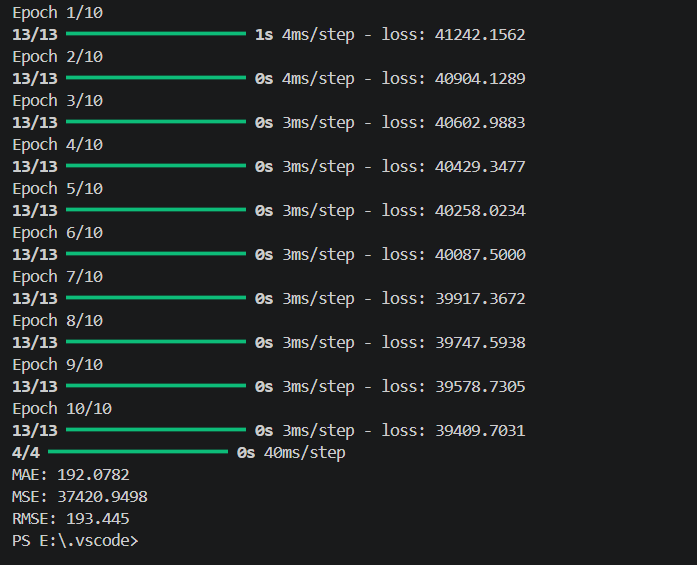 Epoch 1/10
13/13 ━━━━━━━━━━━━━━━━━━━━ 1s 4ms/step - loss: 41242.1562
Epoch 2/10
13/13 ━━━━━━━━━━━━━━━━━━━━ 0s 4ms/step - loss: 40904.1289
Epoch 3/10
13/13 ━━━━━━━━━━━━━━━━━━━━ 0s 3ms/step - loss: 40602.9883
Epoch 4/10
13/13 ━━━━━━━━━━━━━━━━━━━━ 0s 3ms/step - loss: 40429.3477
Epoch 5/10
13/13 ━━━━━━━━━━━━━━━━━━━━ 0s 3ms/step - loss: 40258.0234
Epoch 6/10
13/13 ━━━━━━━━━━━━━━━━━━━━ 0s 3ms/step - loss: 40087.5000
Epoch 7/10
13/13 ━━━━━━━━━━━━━━━━━━━━ 0s 3ms/step - loss: 39917.3672
Epoch 8/10
13/13 ━━━━━━━━━━━━━━━━━━━━ 0s 3ms/step - loss: 39747.5938
Epoch 9/10
13/13 ━━━━━━━━━━━━━━━━━━━━ 0s 3ms/step - loss: 39578.7305
Epoch 10/10
13/13 ━━━━━━━━━━━━━━━━━━━━ 0s 3ms/step - loss: 39409.7031
4/4 ━━━━━━━━━━━━━━━━━━━━ 0s 40ms/step
MAE: 192.0782
MSE: 37420.9498
RMSE: 193.445
PS E:\.vscode>